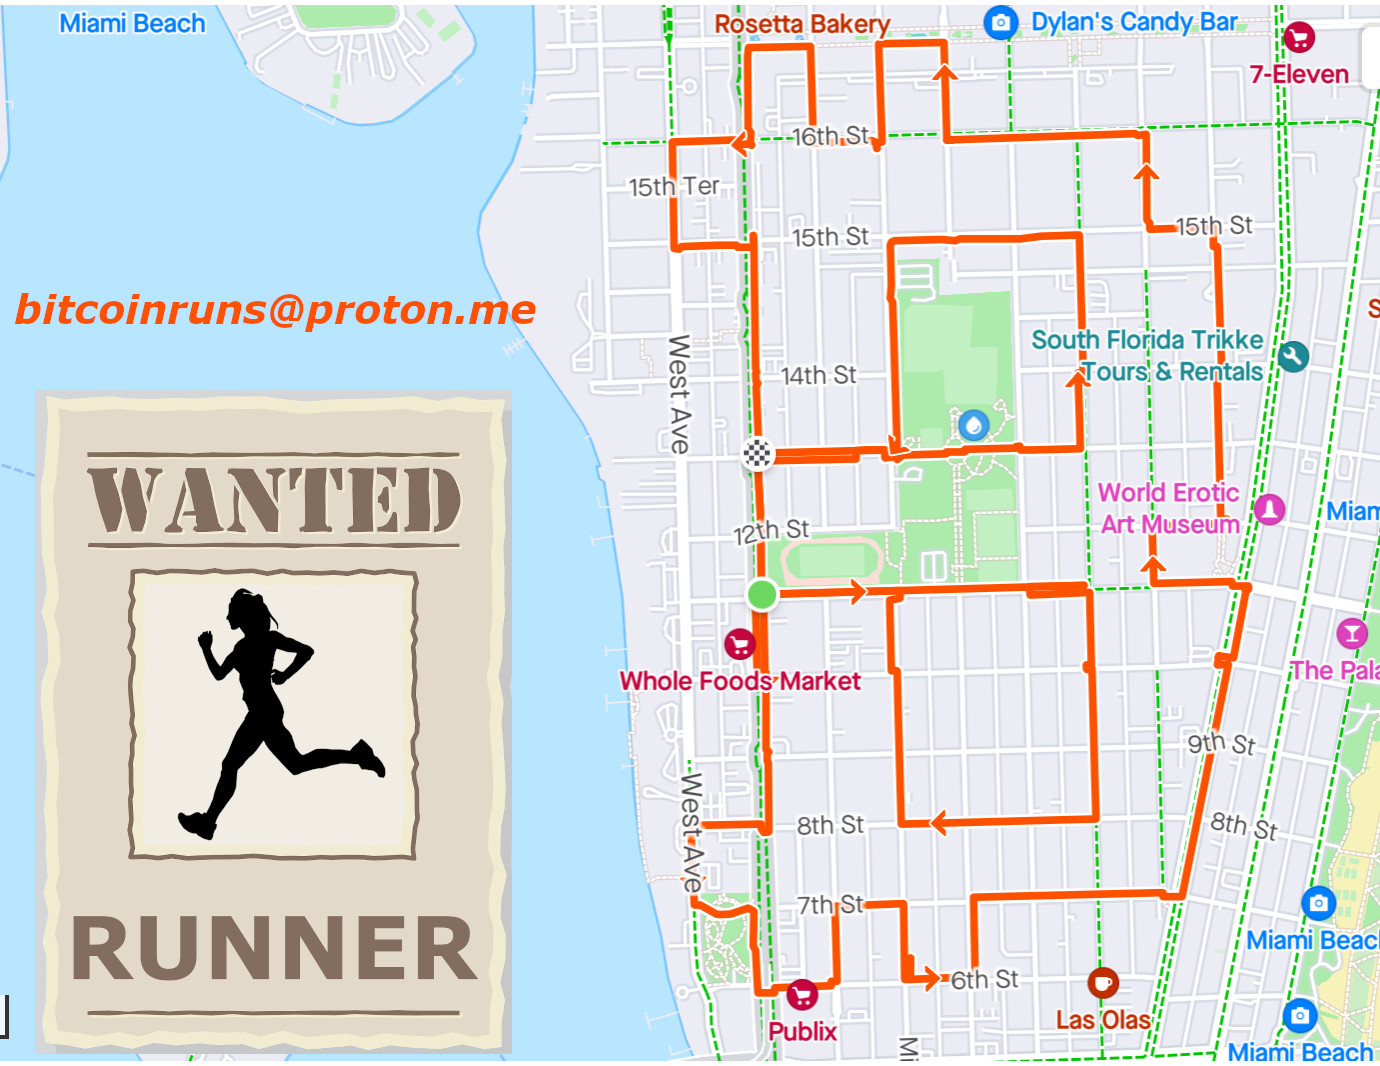 Miami Beach
Rosetta Bakery
Dylan's Candy Bar
7-Eleven
16th St
15th Ter
15th St
15th St
bitcoinruns@proton.me
S
West Ave
14th St
South Florida Trikke
Tours & Rentals
WANTED
RUNNER
12th St
World Erotic
Art Museum
Miam
Whole Foods Market
The Pala
9th St
West Ave
8th St
8th St
7th St
6th St
Miami Beac
Publix
Las Olas
Mi
Miami Beach